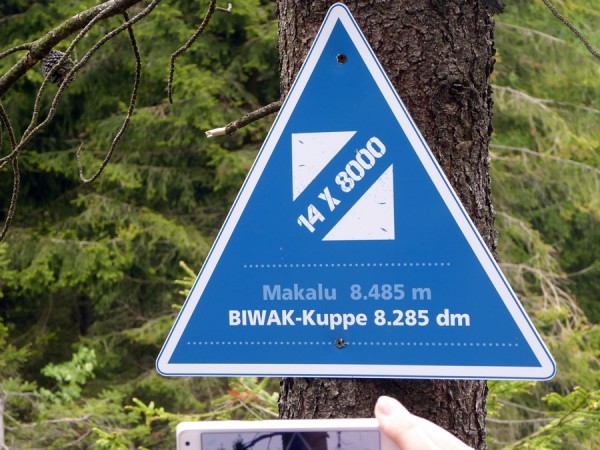 14 x 8000
Makalu 8.485 m
BIWAK-Kuppe 8.285 dm